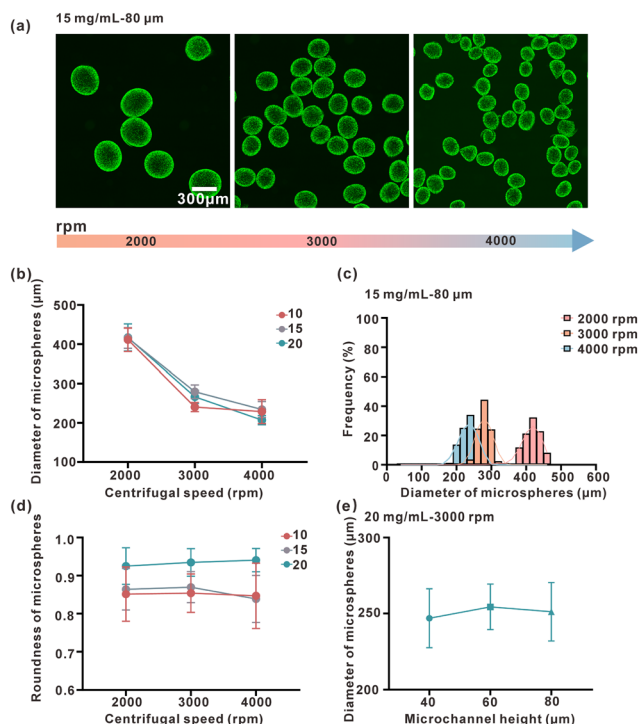 15 mg/mL-80 μm
(a)
300μm
rpm
2000 3000 4000
(b)
Diameter of microspheres (μm)
500
400
300
200
100
2000 3000 4000
Centrifugal speed (rpm)
10
15
20
(c)
15 mg/mL-80 μm
2000 rpm
3000 rpm
4000 rpm
Frequency (%)
100
80
60
40
20
0
0 100 200 300 400 500 600
Diameter of microspheres (μm)
(d)
Roundness of microspheres
1.0
0.9
0.8
0.7
0.6
2000 3000 4000
Centrifugal speed (rpm)
10
15
20
(e)
20 mg/mL-3000 rpm
Diameter of microspheres (μm)
300
250
200
40 60 80
Microchannel height (μm)